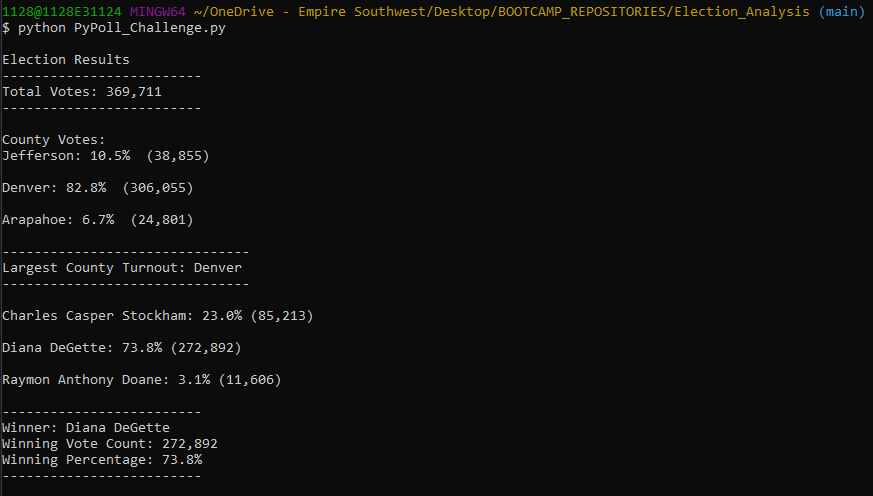 1128@1128E31124 MINGW64 ~/OneDrive - Empire Southwest/Desktop/BOOTCAMP_REPOSITORIES/Election_Analysis (main)
$ python PyPoll_Challenge.py
Election Results
-------------------------
Total Votes: 369,711
-------------------------
County Votes:
Jefferson: 10.5%  (38,855)
Denver: 82.8%  (306,055)
Arapahoe: 6.7%  (24,801)
-------------------------------
Largest County Turnout: Denver
-------------------------------
Charles Casper Stockham: 23.0% (85,213)
Diana DeGette: 73.8% (272,892)
Raymon Anthony Doane: 3.1% (11,606)
-------------------------
Winner: Diana DeGette
Winning Vote Count: 272,892
Winning Percentage: 73.8%
-------------------------